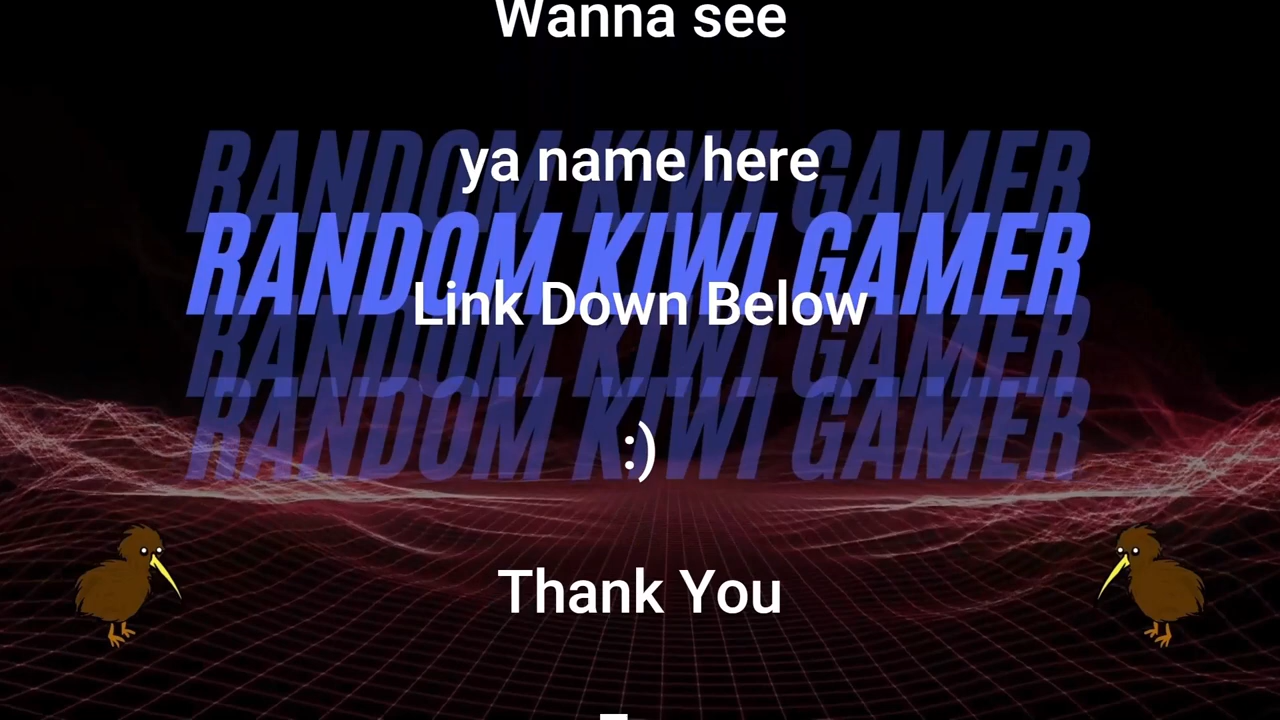 Wanna see
RANDOM KIWI GAMER
ya name here
RANDOM KIWI GAMER
Link Down Below
RANDOM KIWI GAMER
RANDOM KIWI GAMER
:)
Thank You